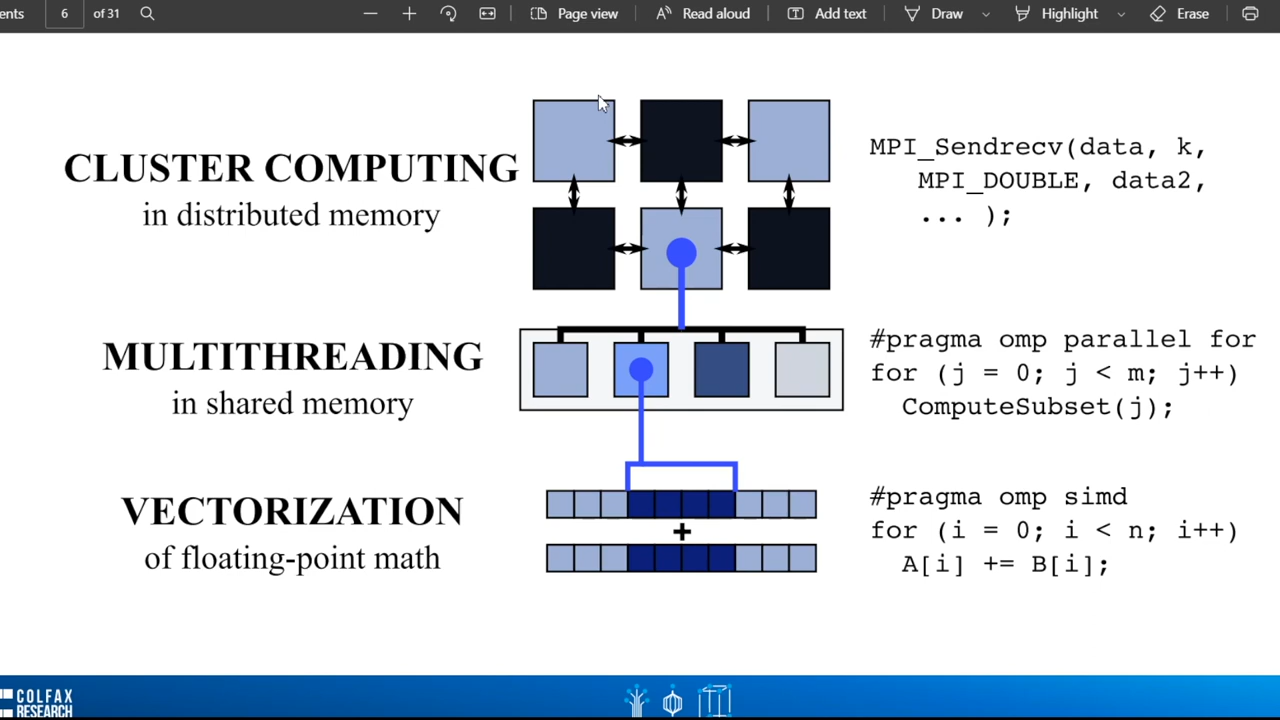 ents
6
of 31
Page view
Read aloud
Add text
Draw
Highlight
Erase
CLUSTER COMPUTING
in distributed memory
MPI_Sendrecv(data, k,
MPI_DOUBLE, data2,
... );
MULTITHREADING
in shared memory
#pragma omp parallel for
for (j = 0; j < m; j++)
ComputeSubset(j);
VECTORIZATION
of floating-point math
+
#pragma omp simd
for (i = 0; i < n; i++)
A[i] += B[i];
COLFAX
RESEARCH